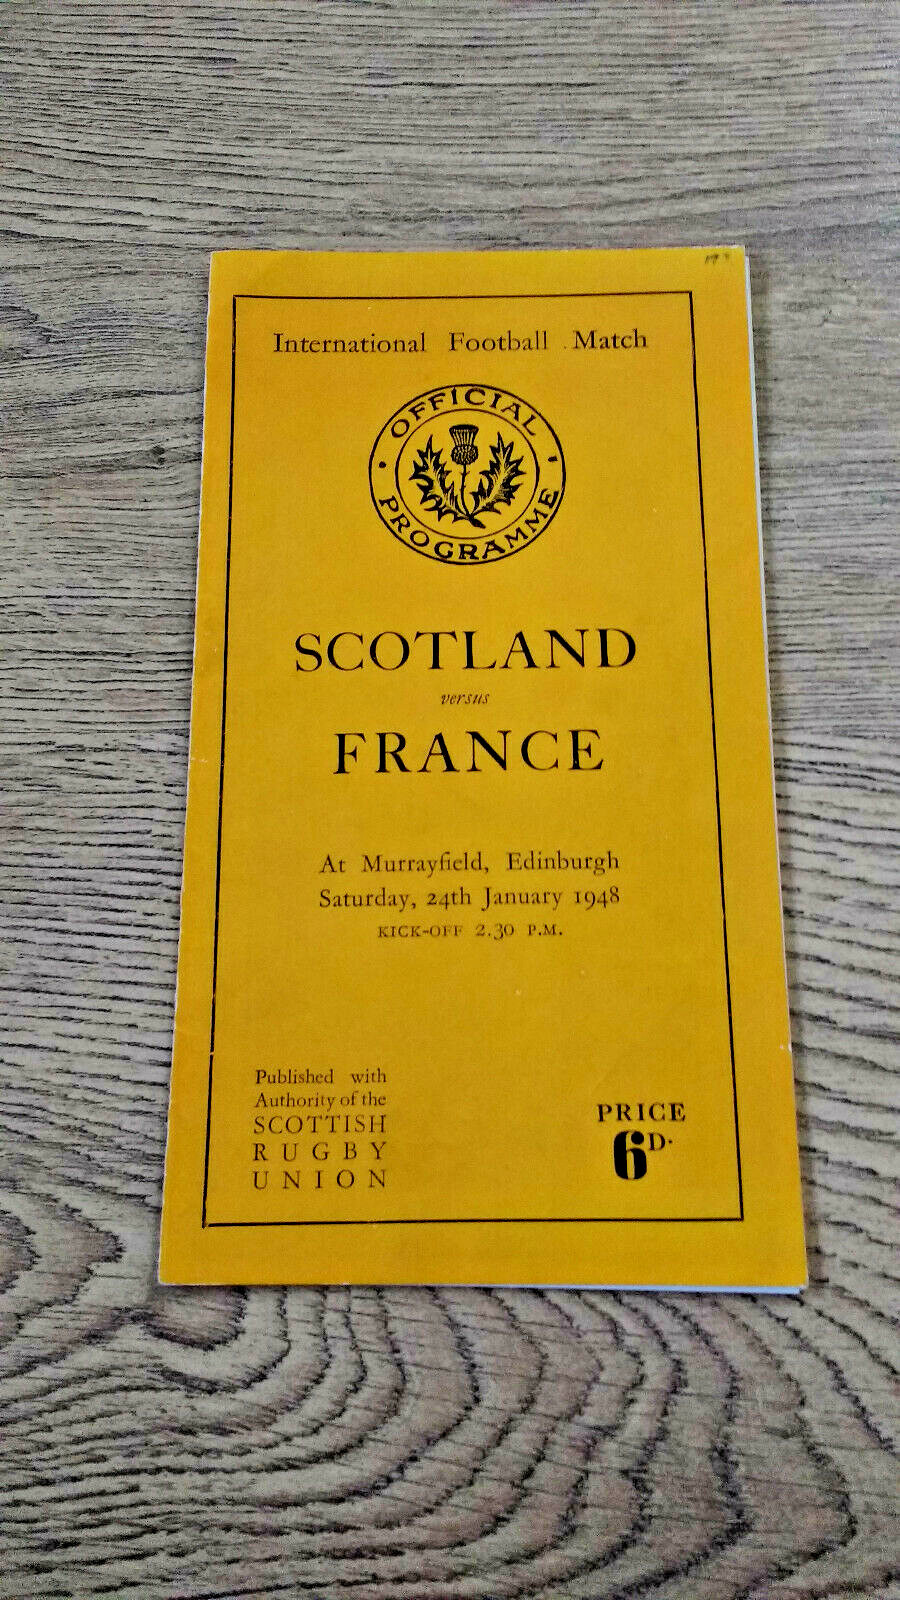 International Football Match
OFFICIAL
PROGRAMME
SCOTLAND
versus
FRANCE
At Murrayfield, Edinburgh
Saturday, 24th January 1948
KICK-OFF 2.30 P.M.
Published with
Authority of the
SCOTTISH
RUGBY
UNION
PRICE
6D.